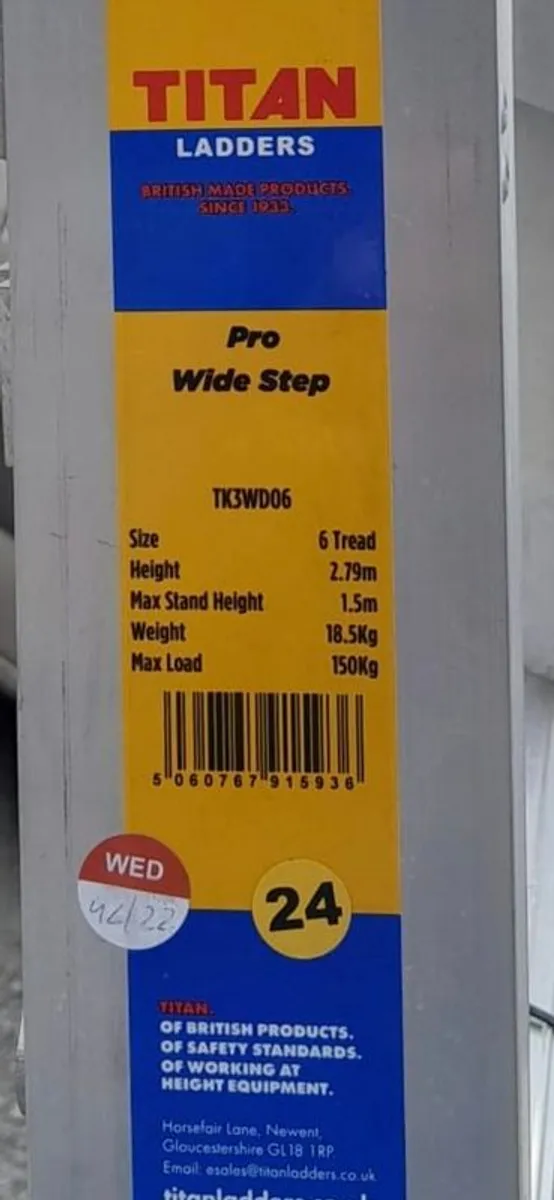 TITAN
LADDERS
BRITISH MADE PRODUCTS.
SINCE 1933.
Pro
Wide Step
TK3WD06
Size 6 Tread
Height 2.79m
Max Stand Height 1.5m
Weight 18.5Kg
Max Load 150Kg
5 060767 915936
WED
24
TITAN.
OF BRITISH PRODUCTS.
OF SAFETY STANDARDS.
OF WORKING AT
HEIGHT EQUIPMENT.
Horsefair Lane, Newent,
Gloucestershire GL18 1RP
Email: esales@titanladders.co.uk